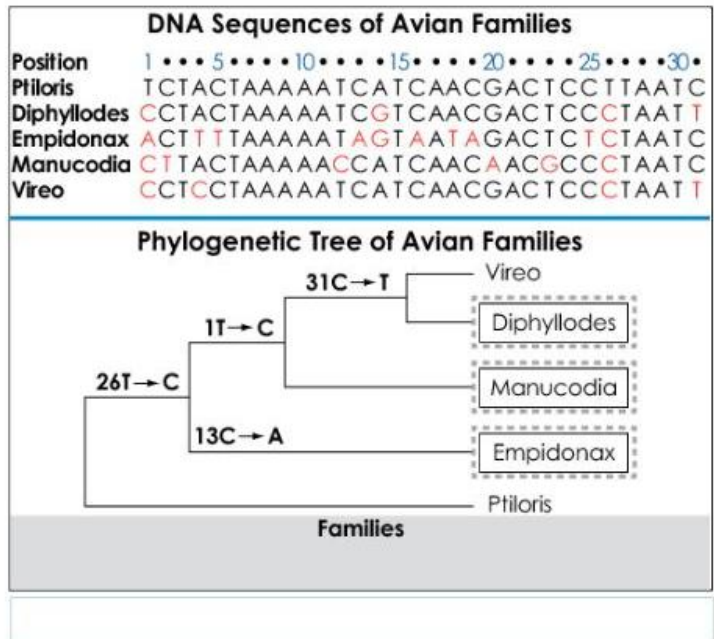 DNA Sequences of Avian Families
Position 1 • • • 5 • • • • 10 • • • • 15 • • • • 20 • • • • 25 • • • • 30 •
Ptiloris TCTACTAAAAATCATCAACGACTCCTTAATC
Diphyllodes CCTACTAAAAATCGTCAACGACTCCCTAATT
Empidonax ACTTTTAAAAATAGTAATAGACTCTCTAATC
Manucodia CTTACTAAAAACCATCAACAACGCCCTAATC
Vireo CCTCCTAAAAATCATCAACGACTCCCTAATT
Phylogenetic Tree of Avian Families
31C→T
Vireo
1T→C
Diphyllodes
26T→C
Manucodia
13C→A
Empidonax
Ptiloris
Families